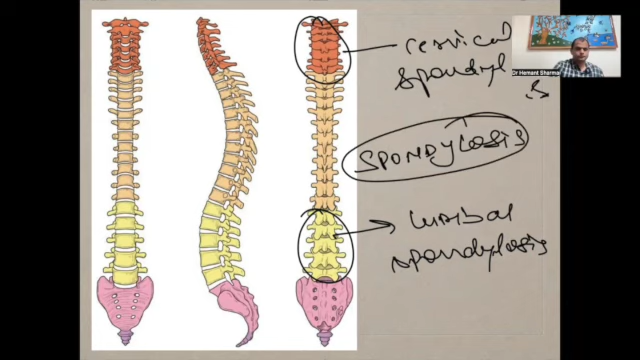 cervical
spondyl
Dr Hemant Sharma
SPONDYLOSIS
lumbal
spondylosis